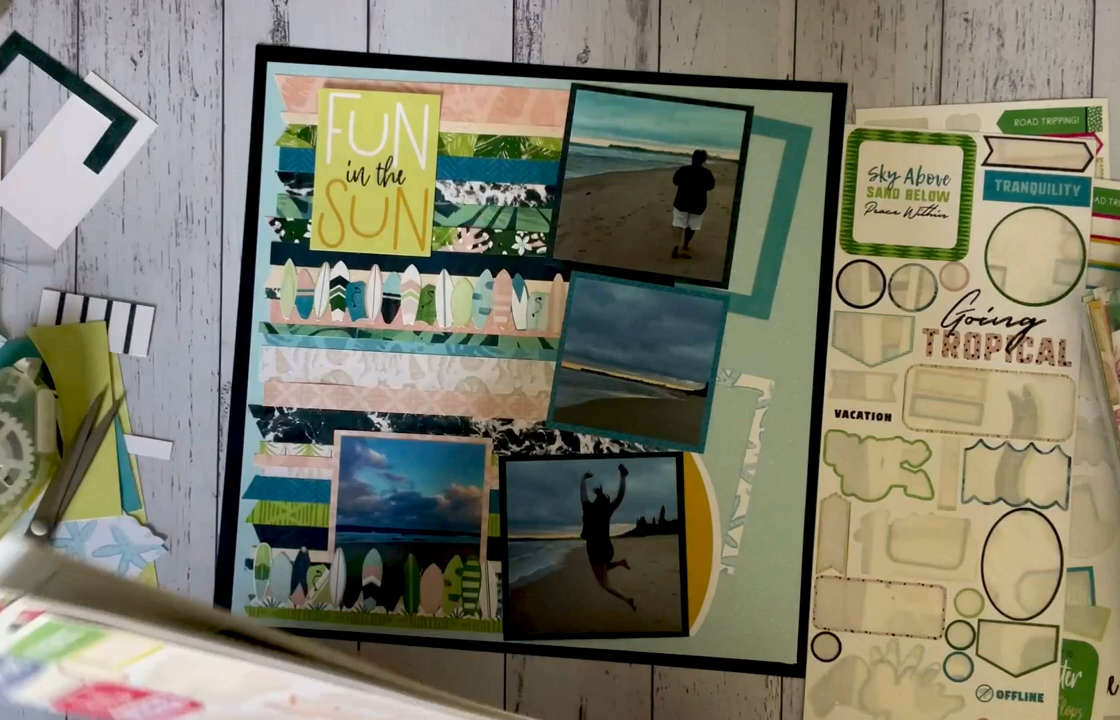 FUN
in the
SUN
ROAD TRIPPING!
Sky Above
SAND BELOW
Peace Within
TRANQUILITY
Going
TROPICAL
VACATION
OFFLINE